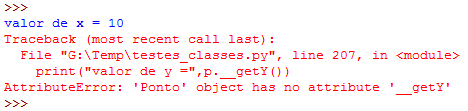 >>>
valor de x = 10
Traceback (most recent call last):
  File "G:\Temp\testes_classes.py", line 207, in <module>
    print("valor de y =",p.__getY())
AttributeError: 'Ponto' object has no attribute '__getY'
>>>